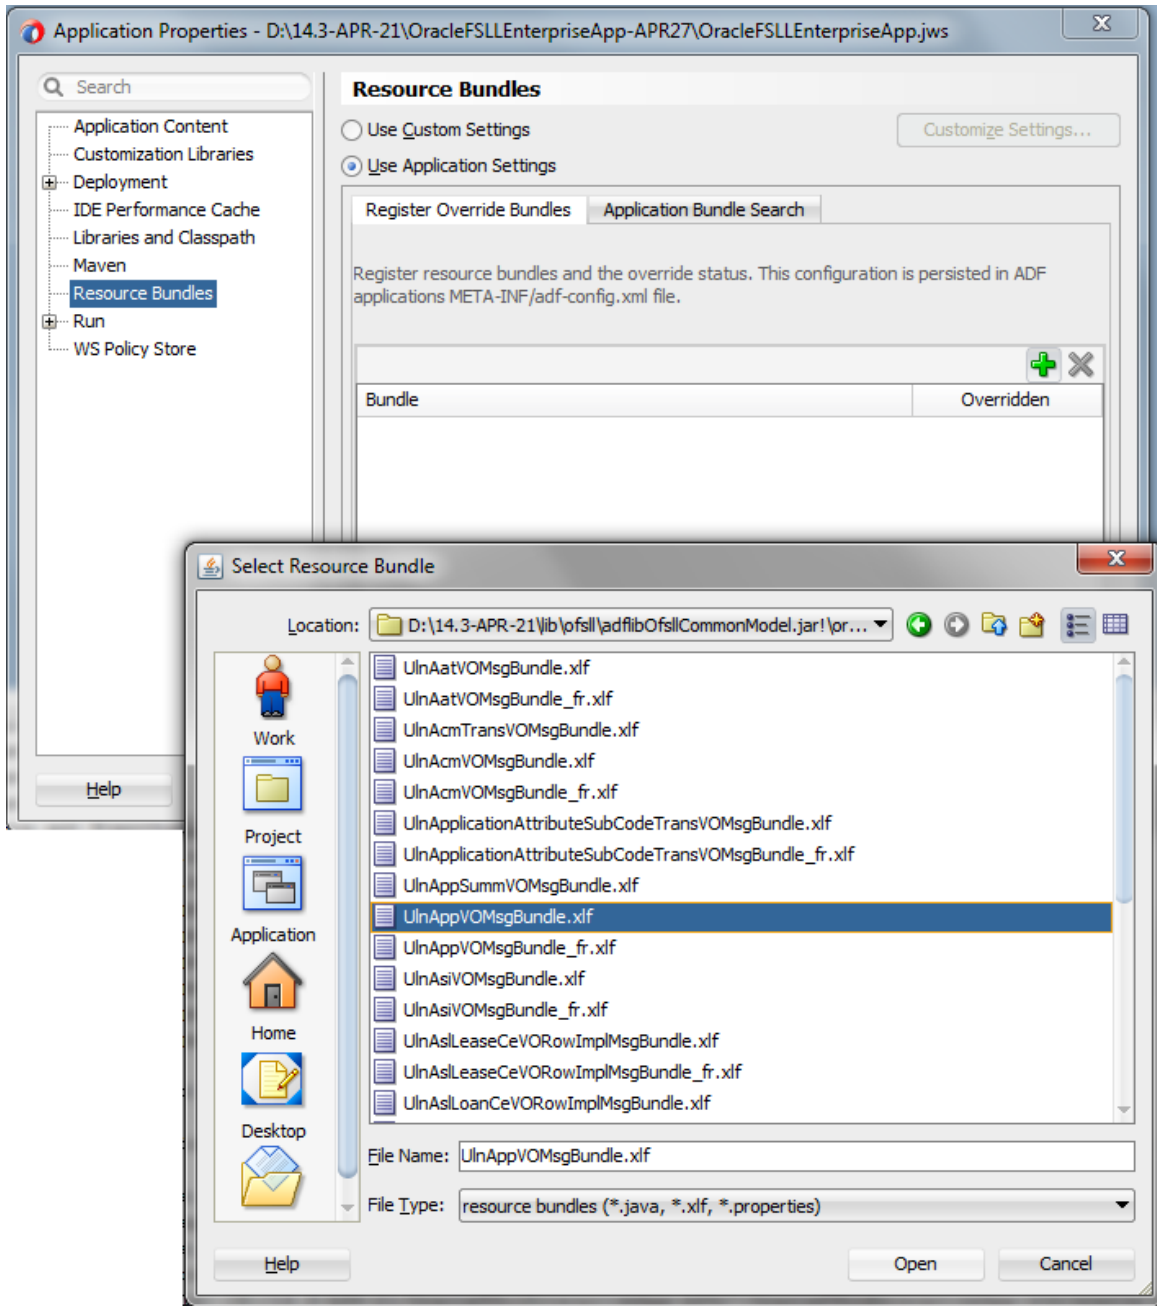 Application Properties - D:\14.3-APR-21\OracleFSLLEnterpriseApp-APR27\OracleFSLLEnterpriseApp.jws
Search
Application Content
Customization Libraries
Deployment
IDE Performance Cache
Libraries and Classpath
Maven
Resource Bundles
Run
WS Policy Store
Help
Resource Bundles
Use Custom Settings
Customize Settings...
Use Application Settings
Register Override Bundles
Application Bundle Search
Register resource bundles and the override status. This configuration is persisted in ADF
applications META-INF/adf-config.xml file.
Bundle
Overridden
Select Resource Bundle
Location:
D:\14.3-APR-21\lib\ofsll\adflibOfsllCommonModel.jar!\or...
Work
Project
Application
Home
Desktop
UlnAatVOMsgBundle.xlf
UlnAatVOMsgBundle_fr.xlf
UlnAcmTransVOMsgBundle.xlf
UlnAcmVOMsgBundle.xlf
UlnAcmVOMsgBundle_fr.xlf
UlnApplicationAttributeSubCodeTransVOMsgBundle.xlf
UlnApplicationAttributeSubCodeTransVOMsgBundle_fr.xlf
UlnAppSummVOMsgBundle.xlf
UlnAppVOMsgBundle.xlf
UlnAppVOMsgBundle_fr.xlf
UlnAsiVOMsgBundle.xlf
UlnAsiVOMsgBundle_fr.xlf
UlnAslLeaseCeVORowImplMsgBundle.xlf
UlnAslLeaseCeVORowImplMsgBundle_fr.xlf
UlnAslLoanCeVORowImplMsgBundle.xlf
File Name:
UlnAppVOMsgBundle.xlf
File Type:
resource bundles (*.java, *.xlf, *.properties)
Help
Open
Cancel